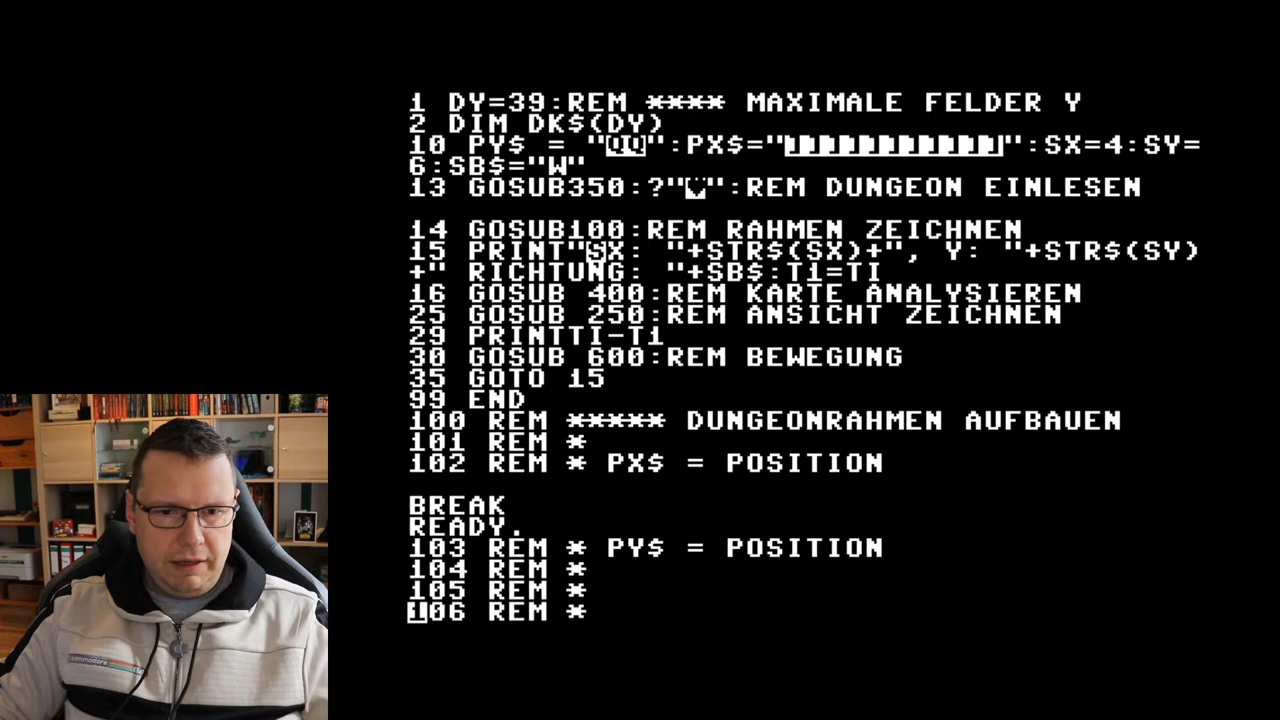 1 DY=39:REM **** MAXIMALE FELDER Y
2 DIM DK$(DY)
10 PY$ = "QQ":PX$="]]]]]]]]]]]":SX=4:SY=
6:SB$="W"
13 GOSUB350:?"♥":REM DUNGEON EINLESEN
14 GOSUB100:REM RAHMEN ZEICHNEN
15 PRINT"SX: "+STR$(SX)+", Y: "+STR$(SY)
+" RICHTUNG: "+SB$:T1=TI
16 GOSUB 400:REM KARTE ANALYSIEREN
25 GOSUB 250:REM ANSICHT ZEICHNEN
29 PRINTTI-T1
30 GOSUB 600:REM BEWEGUNG
35 GOTO 15
99 END
100 REM ***** DUNGEONRAHMEN AUFBAUEN
101 REM *
102 REM * PX$ = POSITION
BREAK
READY.
103 REM * PY$ = POSITION
104 REM *
105 REM *
106 REM *
commodore